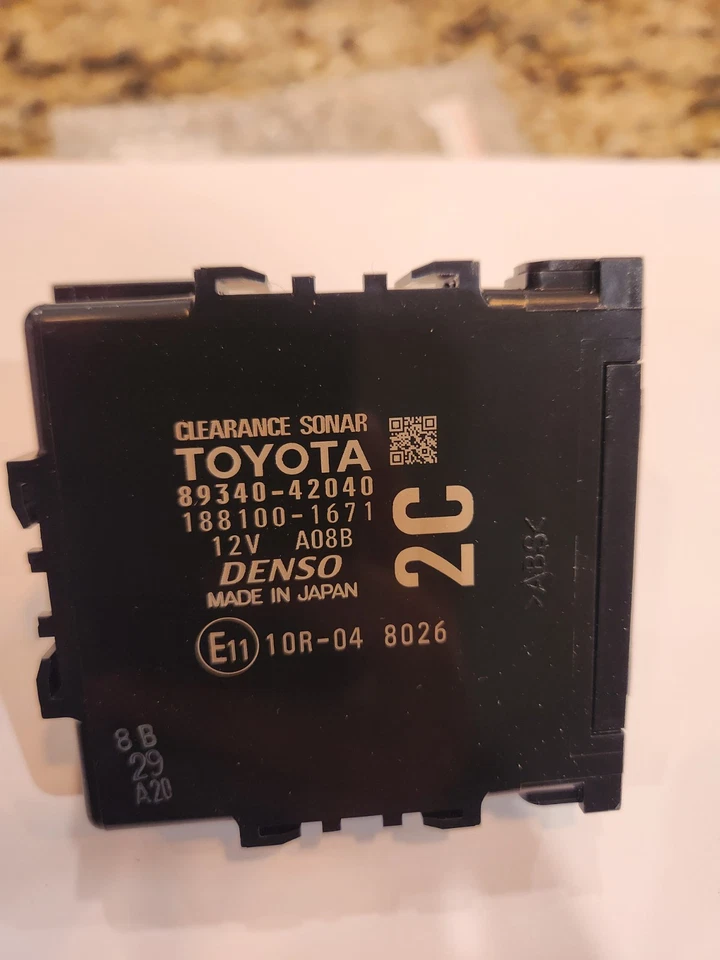 CLEARANCE SONAR
TOYOTA
89340-42040
188100-1671
12V A08B
DENSO
MADE IN JAPAN
E11 10R-04 8026
2C
>ABS<
8 B
29
A20